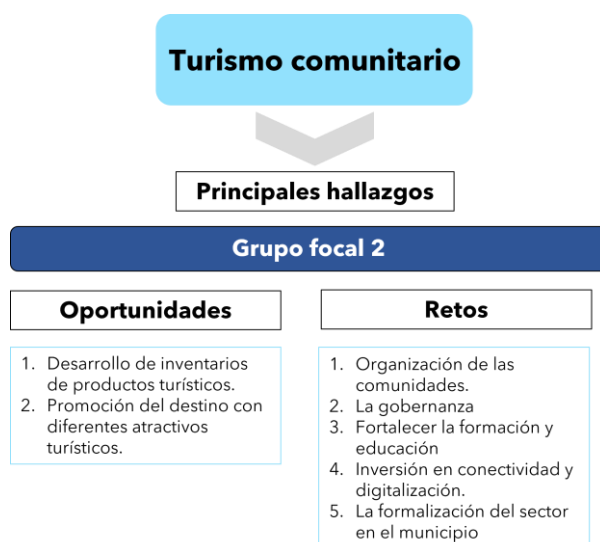 Turismo comunitario
Principales hallazgos
Grupo focal 2
Oportunidades
1. Desarrollo de inventarios
de productos turísticos.
2. Promoción del destino con
diferentes atractivos
turísticos.
Retos
1. Organización de las
comunidades.
2. La gobernanza
3. Fortalecer la formación y
educación
4. Inversión en conectividad y
digitalización.
5. La formalización del sector
en el municipio